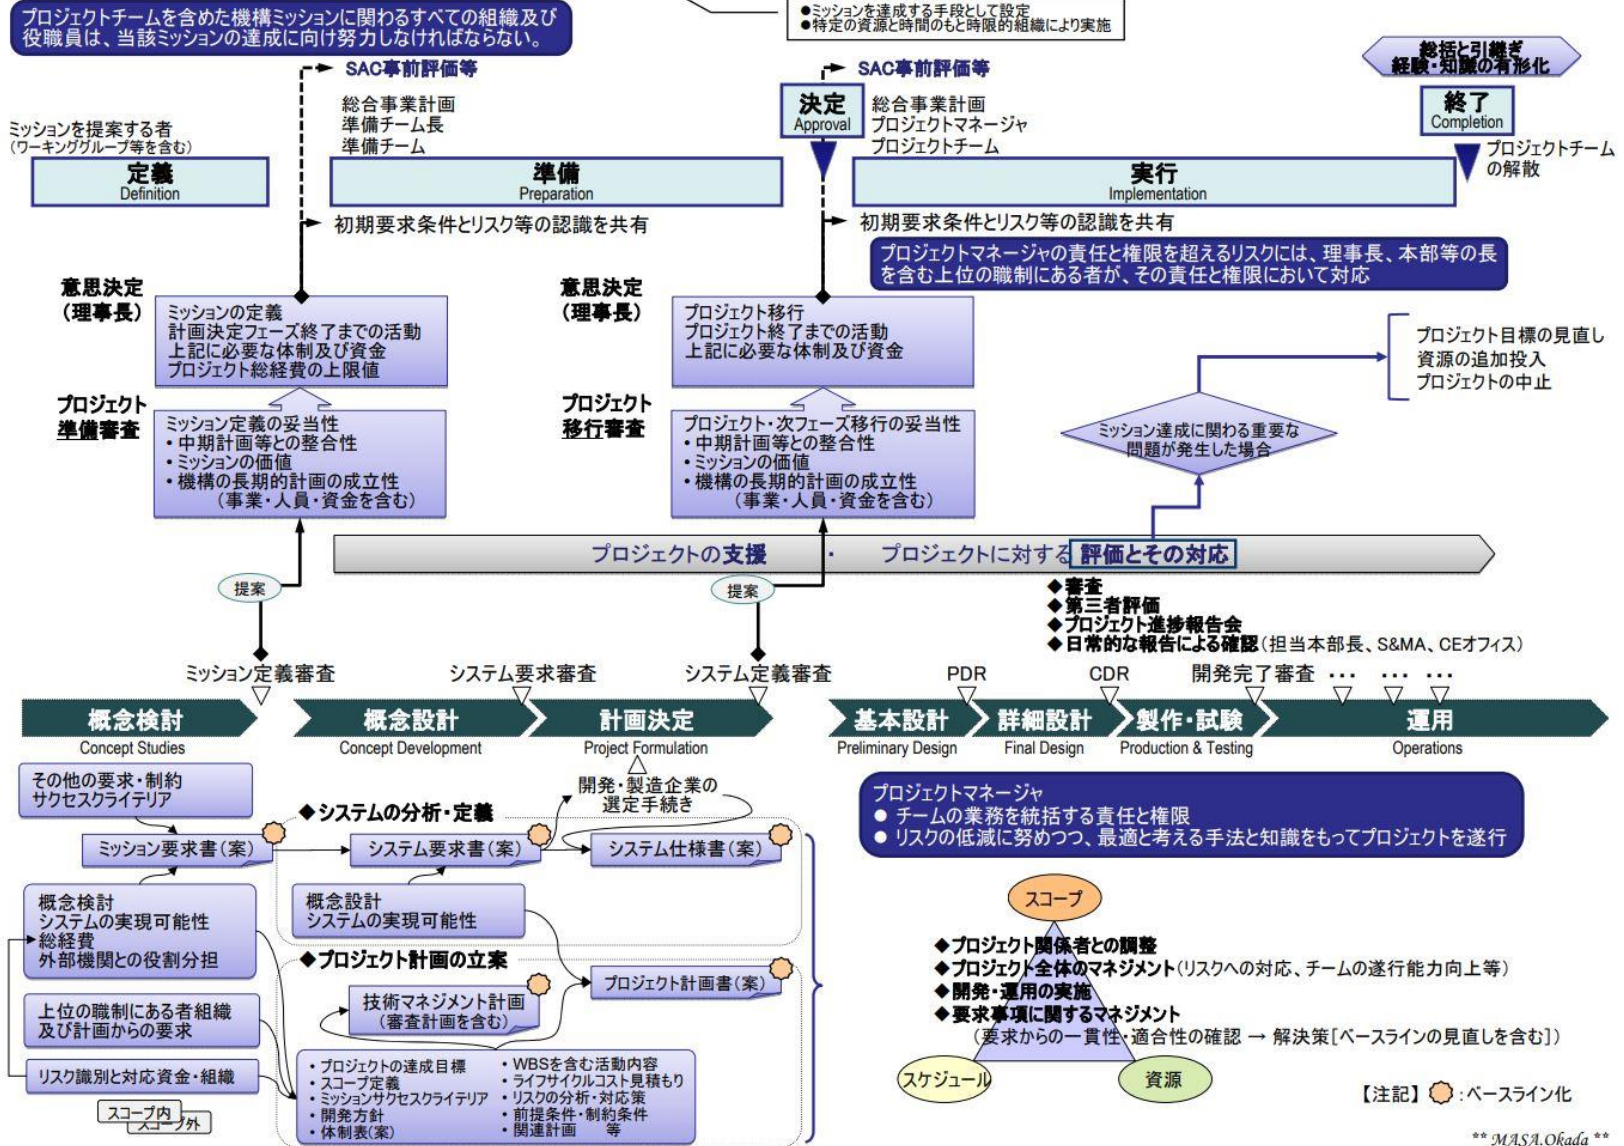 プロジェクトチームを含めた機構ミッションに関わるすべての組織及び
役職員は、当該ミッションの達成に向け努力しなければならない。
●ミッションを達成する手段として設定
●特定の資源と時間のもと時限的組織により実施
総括と引継ぎ
経験・知識の有形化
SAC事前評価等
SAC事前評価等
ミッションを提案する者
(ワーキンググループ等を含む)
総合事業計画
準備チーム長
準備チーム
決定
Approval
総合事業計画
プロジェクトマネージャ
プロジェクトチーム
終了
Completion
プロジェクトチーム
の解散
定義
Definition
準備
Preparation
実行
Implementation
初期要求条件とリスク等の認識を共有
初期要求条件とリスク等の認識を共有
プロジェクトマネージャの責任と権限を超えるリスクには、理事長、本部等の長
を含む上位の職制にある者が、その責任と権限において対応
意思決定
(理事長)
ミッションの定義
計画決定フェーズ終了までの活動
上記に必要な体制及び資金
プロジェクト総経費の上限値
意思決定
(理事長)
プロジェクト移行
プロジェクト終了までの活動
上記に必要な体制及び資金
プロジェクト目標の見直し
資源の追加投入
プロジェクトの中止
プロジェクト
準備審査
ミッション定義の妥当性
・中期計画等との整合性
・ミッションの価値
・機構の長期的計画の成立性
(事業・人員・資金を含む)
プロジェクト
移行審査
プロジェクト・次フェーズ移行の妥当性
・中期計画等との整合性
・ミッションの価値
・機構の長期的計画の成立性
(事業・人員・資金を含む)
ミッション達成に関わる重要な
問題が発生した場合
プロジェクトの支援 ・ プロジェクトに対する 評価とその対応
提案
提案
◆審査
◆第三者評価
◆プロジェクト進捗報告会
◆日常的な報告による確認(担当本部長、S&MA、CEオフィス)
ミッション定義審査
システム要求審査
システム定義審査
PDR
CDR
開発完了審査
… … …
概念検討
Concept Studies
概念設計
Concept Development
計画決定
Project Formulation
基本設計
Preliminary Design
詳細設計
Final Design
製作・試験
Production & Testing
運用
Operations
その他の要求・制約
サクセスクライテリア
◆システムの分析・定義
開発・製造企業の
選定手続き
ミッション要求書(案)
システム要求書(案)
システム仕様書(案)
概念検討
システムの実現可能性
総経費
外部機関との役割分担
概念設計
システムの実現可能性
◆プロジェクト計画の立案
技術マネジメント計画
(審査計画を含む)
プロジェクト計画書(案)
上位の職制にある者組織
及び計画からの要求
リスク識別と対応資金・組織
スコープ内
スコープ外
・プロジェクトの達成目標
・スコープ定義
・ミッションサクセスクライテリア
・開発方針
・体制表(案)
・WBSを含む活動内容
・ライフサイクルコスト見積もり
・リスクの分析・対応策
・前提条件・制約条件
・関連計画 等
プロジェクトマネージャ
● チームの業務を統括する責任と権限
● リスクの低減に努めつつ、最適と考える手法と知識をもってプロジェクトを遂行
スコープ
◆プロジェクト関係者との調整
◆プロジェクト全体のマネジメント(リスクへの対応、チームの遂行能力向上等)
◆開発・運用の実施
◆要求事項に関するマネジメント
(要求からの一貫性・適合性の確認 → 解決策[ベースラインの見直しを含む])
スケジュール
資源
【注記】 :ベースライン化
** MASA.Okada **